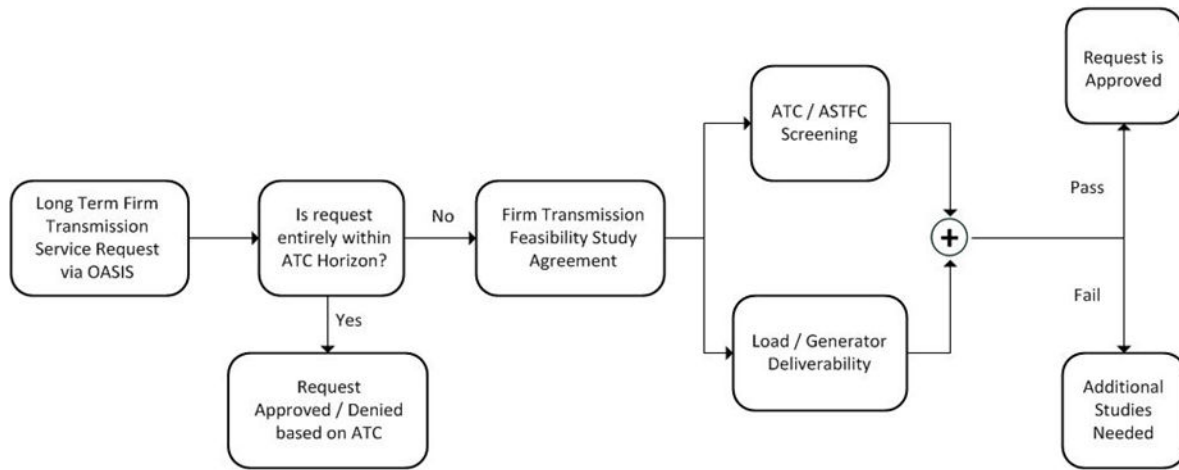 Long Term Firm
Transmission
Service Request
via OASIS
Is request
entirely within
ATC Horizon?
No
Yes
Request
Approved / Denied
based on ATC
Firm Transmission
Feasibility Study
Agreement
ATC / ASTFC
Screening
Load / Generator
Deliverability
+
Pass
Fail
Request is
Approved
Additional
Studies
Needed